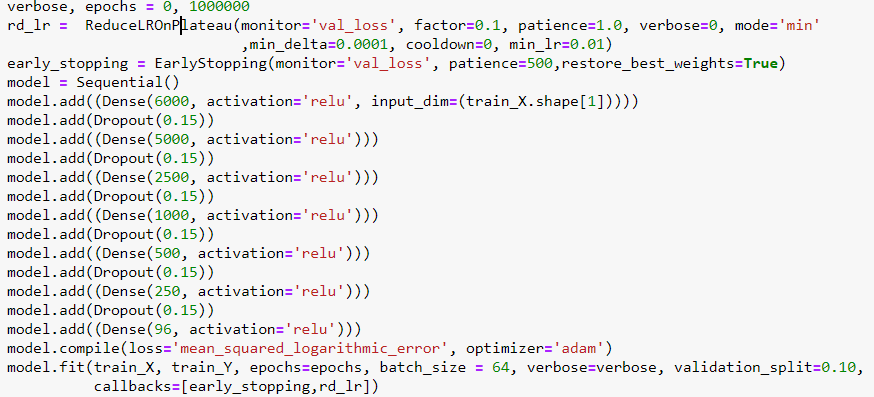 verbose, epochs = 0, 1000000
rd_lr =  ReduceLROnPlateau(monitor='val_loss', factor=0.1, patience=1.0, verbose=0, mode='min'
                           ,min_delta=0.0001, cooldown=0, min_lr=0.01)
early_stopping = EarlyStopping(monitor='val_loss', patience=500,restore_best_weights=True)
model = Sequential()
model.add((Dense(6000, activation='relu', input_dim=(train_X.shape[1]))))
model.add(Dropout(0.15))
model.add((Dense(5000, activation='relu')))
model.add(Dropout(0.15))
model.add((Dense(2500, activation='relu')))
model.add(Dropout(0.15))
model.add((Dense(1000, activation='relu')))
model.add(Dropout(0.15))
model.add((Dense(500, activation='relu')))
model.add(Dropout(0.15))
model.add((Dense(250, activation='relu')))
model.add(Dropout(0.15))
model.add((Dense(96, activation='relu')))
model.compile(loss='mean_squared_logarithmic_error', optimizer='adam')
model.fit(train_X, train_Y, epochs=epochs, batch_size = 64, verbose=verbose, validation_split=0.10,
          callbacks=[early_stopping,rd_lr])